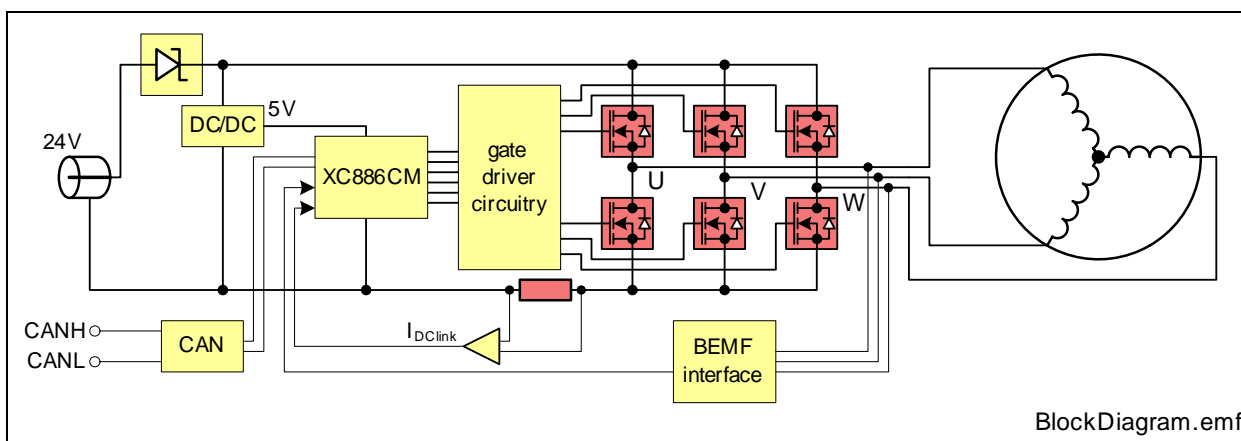 24V
DC/DC
5V
XC886CM
gate
driver
circuitry
U
V
W
CANH
CANL
CAN
IDClink
BEMF
interface
BlockDiagram.emf